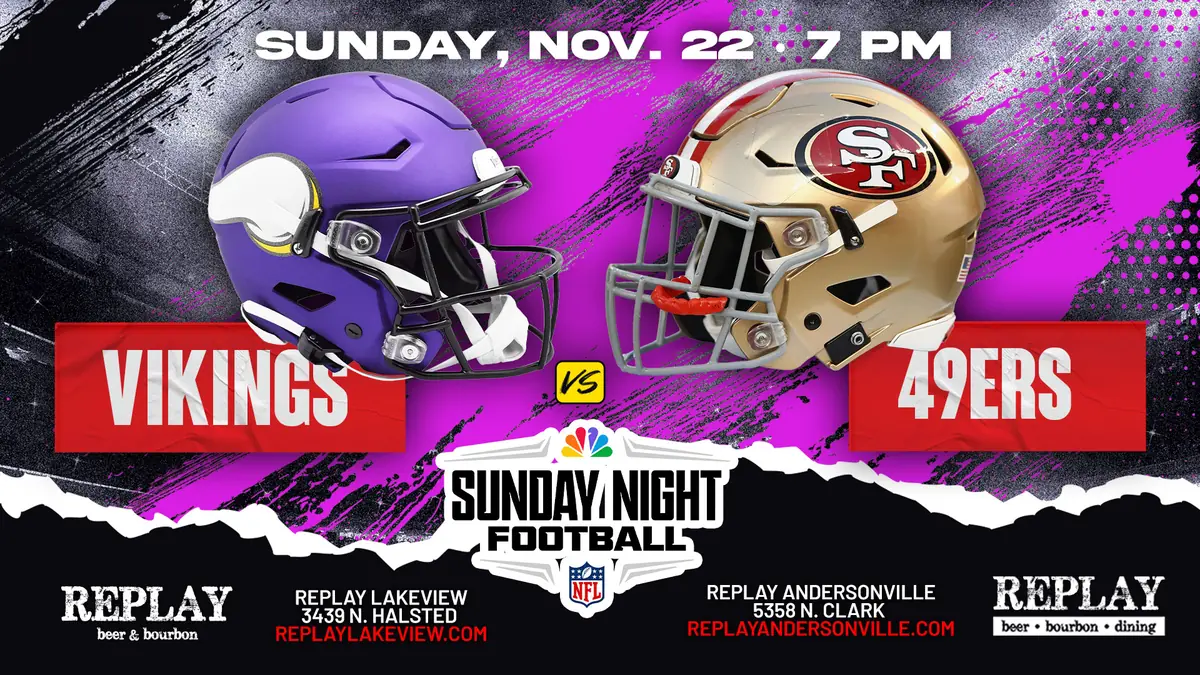 SUNDAY, NOV. 22 · 7 PM
SF
SF
VIKINGS
VS
49ERS
SUNDAY NIGHT
FOOTBALL
NFL
REPLAY
beer & bourbon
REPLAY LAKEVIEW
3439 N. HALSTED
REPLAYLAKEVIEW.COM
REPLAY ANDERSONVILLE
5358 N. CLARK
REPLAYANDERSONVILLE.COM
REPLAY
beer • bourbon • dining